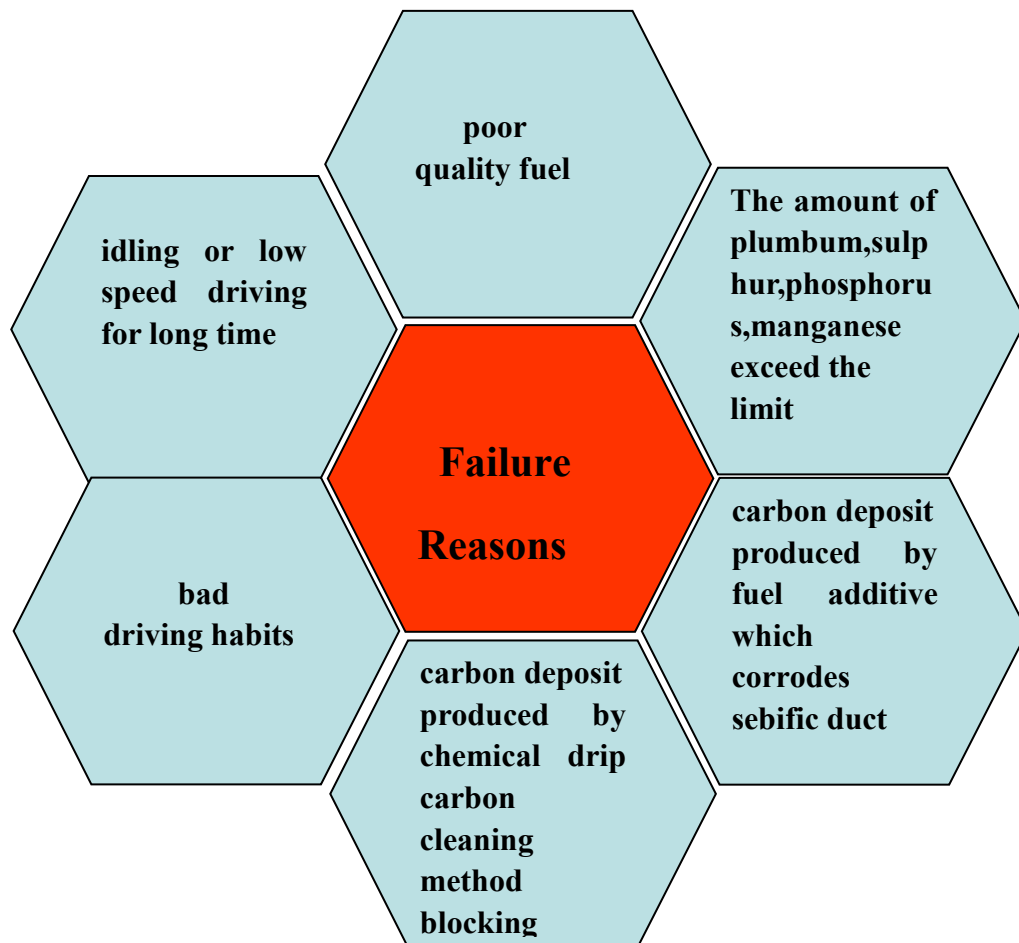 poor
quality fuel
The amount of
plumbum,sulp
hur,phosphoru
s,manganese
exceed the
limit
idling or low
speed driving
for long time
Failure
Reasons
carbon deposit
produced by
fuel additive
which
corrodes
sebific duct
bad
driving habits
carbon deposit
produced by
chemical drip
carbon
cleaning
method
blocking